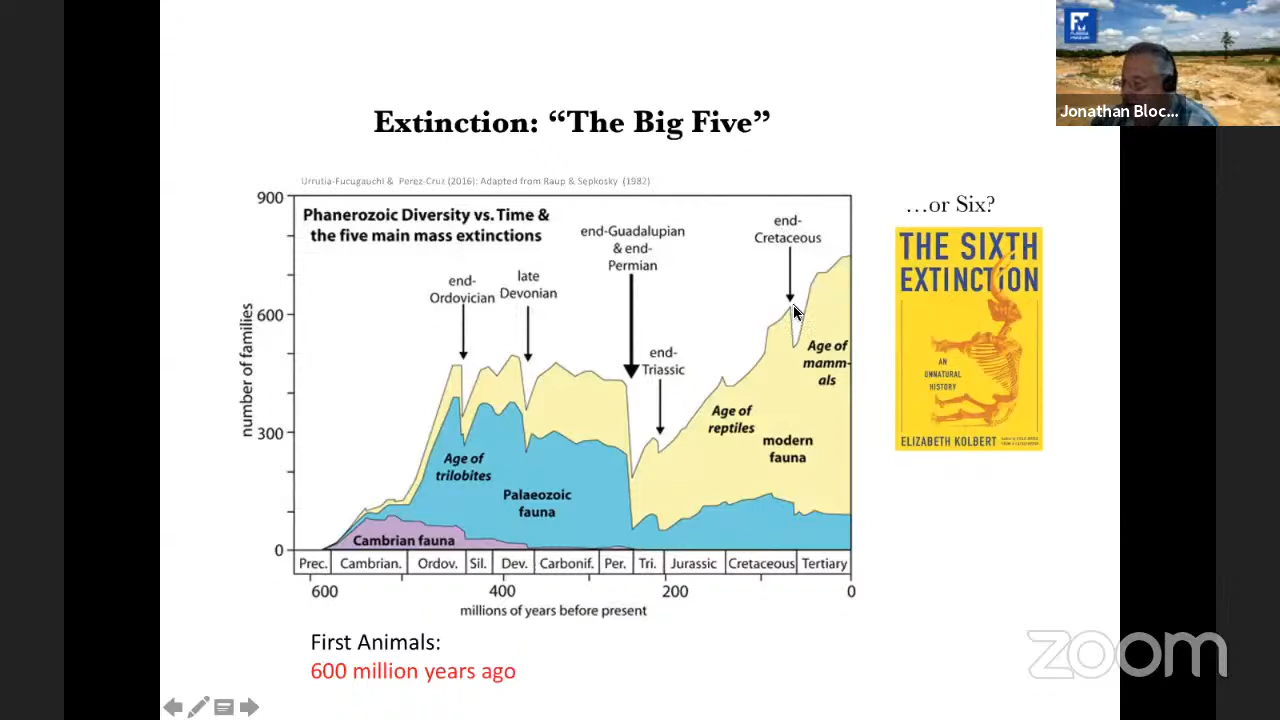 FLORIDA
MUSEUM
Jonathan Bloc...
Extinction: “The Big Five”
Urrutia-Fucugauchi & Perez-Cruz (2016): Adapted from Raup & Sepkosky (1982)
Phanerozoic Diversity vs. Time &
the five main mass extinctions
900
600
300
0
number of families
end-
Ordovician
late
Devonian
end-Guadalupian
& end-
Permian
end-
Triassic
end-
Cretaceous
Age of
trilobites
Palaeozoic
fauna
Cambrian fauna
Age of
reptiles
modern
fauna
Age of
mamm-
als
Prec. Cambrian. Ordov. Sil. Dev. Carbonif. Per. Tri. Jurassic Cretaceous Tertiary
600 400 200 0
millions of years before present
…or Six?
THE SIXTH
EXTINCTION
AN
UNNATURAL
HISTORY
ELIZABETH KOLBERT
First Animals:
600 million years ago
zoom